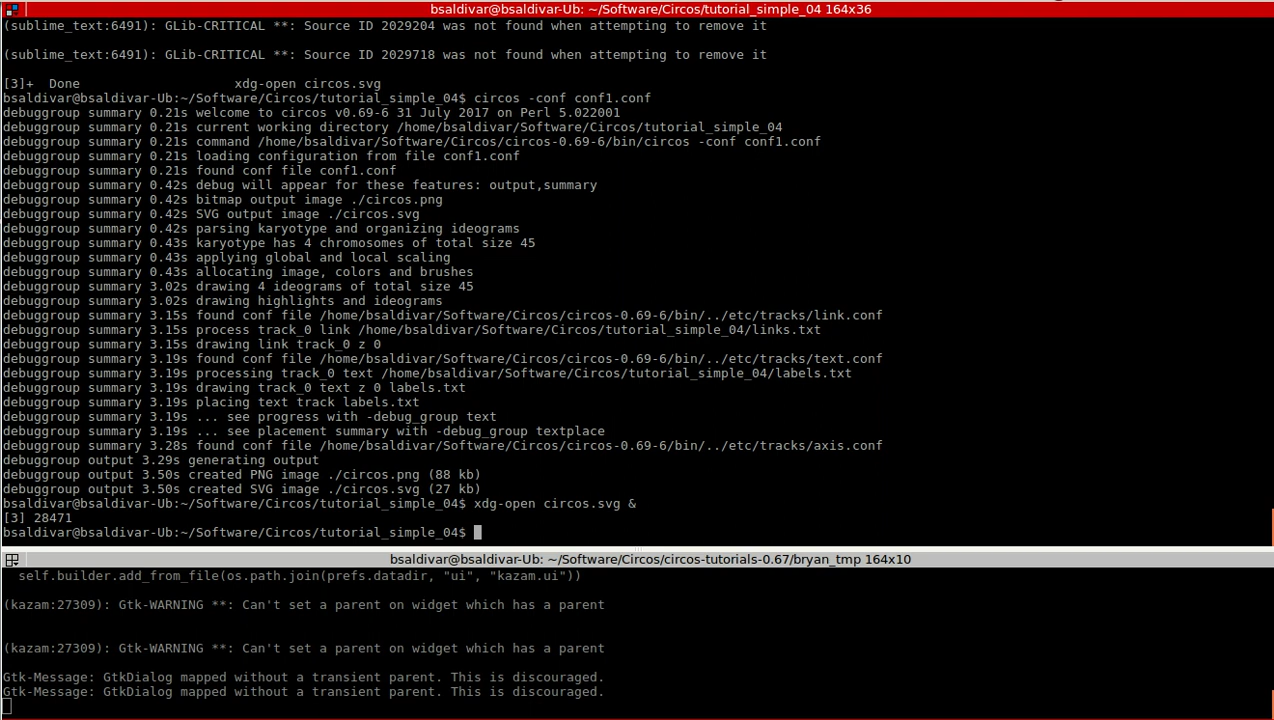 bsaldivar@bsaldivar-Ub: ~/Software/Circos/tutorial_simple_04 164x36
(sublime_text:6491): GLib-CRITICAL **: Source ID 2029204 was not found when attempting to remove it
(sublime_text:6491): GLib-CRITICAL **: Source ID 2029718 was not found when attempting to remove it
[3]+  Done                    xdg-open circos.svg
bsaldivar@bsaldivar-Ub:~/Software/Circos/tutorial_simple_04$ circos -conf conf1.conf
debuggroup summary 0.21s welcome to circos v0.69-6 31 July 2017 on Perl 5.022001
debuggroup summary 0.21s current working directory /home/bsaldivar/Software/Circos/tutorial_simple_04
debuggroup summary 0.21s command /home/bsaldivar/Software/Circos/circos-0.69-6/bin/circos -conf conf1.conf
debuggroup summary 0.21s loading configuration from file conf1.conf
debuggroup summary 0.21s found conf file conf1.conf
debuggroup summary 0.42s debug will appear for these features: output,summary
debuggroup summary 0.42s bitmap output image ./circos.png
debuggroup summary 0.42s SVG output image ./circos.svg
debuggroup summary 0.42s parsing karyotype and organizing ideograms
debuggroup summary 0.43s karyotype has 4 chromosomes of total size 45
debuggroup summary 0.43s applying global and local scaling
debuggroup summary 0.43s allocating image, colors and brushes
debuggroup summary 3.02s drawing 4 ideograms of total size 45
debuggroup summary 3.02s drawing highlights and ideograms
debuggroup summary 3.15s found conf file /home/bsaldivar/Software/Circos/circos-0.69-6/bin/../etc/tracks/link.conf
debuggroup summary 3.15s process track_0 link /home/bsaldivar/Software/Circos/tutorial_simple_04/links.txt
debuggroup summary 3.15s drawing link track_0 z 0
debuggroup summary 3.19s found conf file /home/bsaldivar/Software/Circos/circos-0.69-6/bin/../etc/tracks/text.conf
debuggroup summary 3.19s processing track_0 text /home/bsaldivar/Software/Circos/tutorial_simple_04/labels.txt
debuggroup summary 3.19s drawing track_0 text z 0 labels.txt
debuggroup summary 3.19s placing text track labels.txt
debuggroup summary 3.19s ... see progress with -debug_group text
debuggroup summary 3.19s ... see placement summary with -debug_group textplace
debuggroup summary 3.28s found conf file /home/bsaldivar/Software/Circos/circos-0.69-6/bin/../etc/tracks/axis.conf
debuggroup output 3.29s generating output
debuggroup output 3.50s created PNG image ./circos.png (88 kb)
debuggroup output 3.50s created SVG image ./circos.svg (27 kb)
bsaldivar@bsaldivar-Ub:~/Software/Circos/tutorial_simple_04$ xdg-open circos.svg &
[3] 28471
bsaldivar@bsaldivar-Ub:~/Software/Circos/tutorial_simple_04$
bsaldivar@bsaldivar-Ub: ~/Software/Circos/circos-tutorials-0.67/bryan_tmp 164x10
self.builder.add_from_file(os.path.join(prefs.datadir, "ui", "kazam.ui"))
(kazam:27309): Gtk-WARNING **: Can't set a parent on widget which has a parent
(kazam:27309): Gtk-WARNING **: Can't set a parent on widget which has a parent
Gtk-Message: GtkDialog mapped without a transient parent. This is discouraged.
Gtk-Message: GtkDialog mapped without a transient parent. This is discouraged.